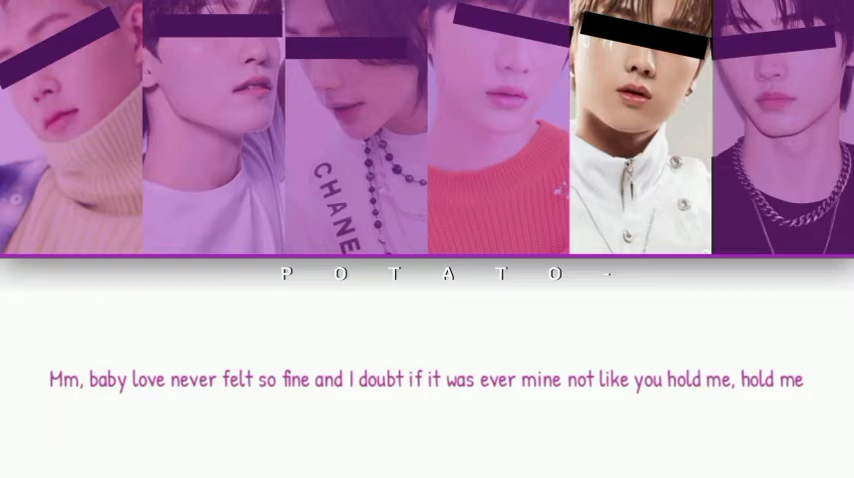 CHANE
P O T A T O -
Mm, baby love never felt so fine and I doubt if it was ever mine not like you hold me, hold me